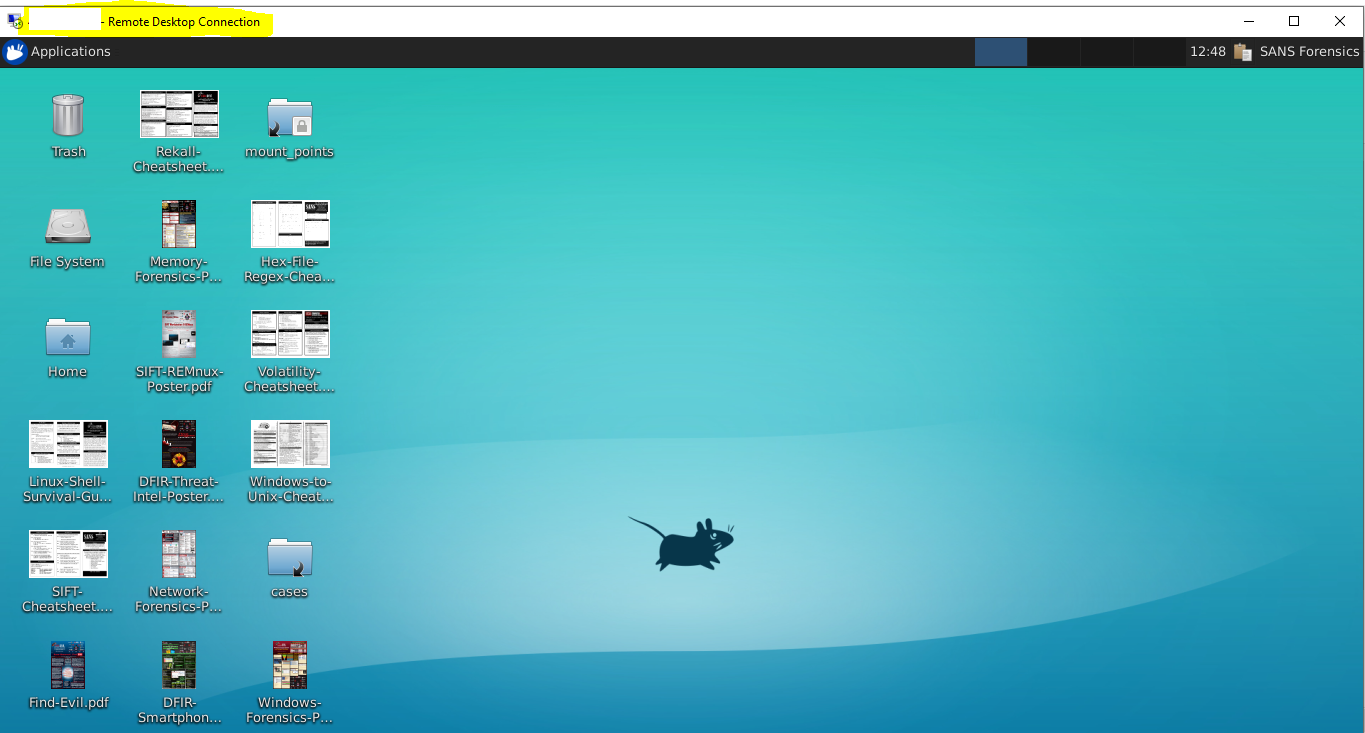 - Remote Desktop Connection
Applications
12:48
SANS Forensics
Trash
Rekall-
Cheatsheet....
mount_points
File System
Memory-
Forensics-P...
Hex-File-
Regex-Chea...
Home
SIFT-REMnux-
Poster.pdf
Volatility-
Cheatsheet....
Linux-Shell-
Survival-Gu...
DFIR-Threat-
Intel-Poster....
Windows-to-
Unix-Cheat...
SIFT-
Cheatsheet....
Network-
Forensics-P...
cases
Find-Evil.pdf
DFIR-
Smartphon...
Windows-
Forensics-P...